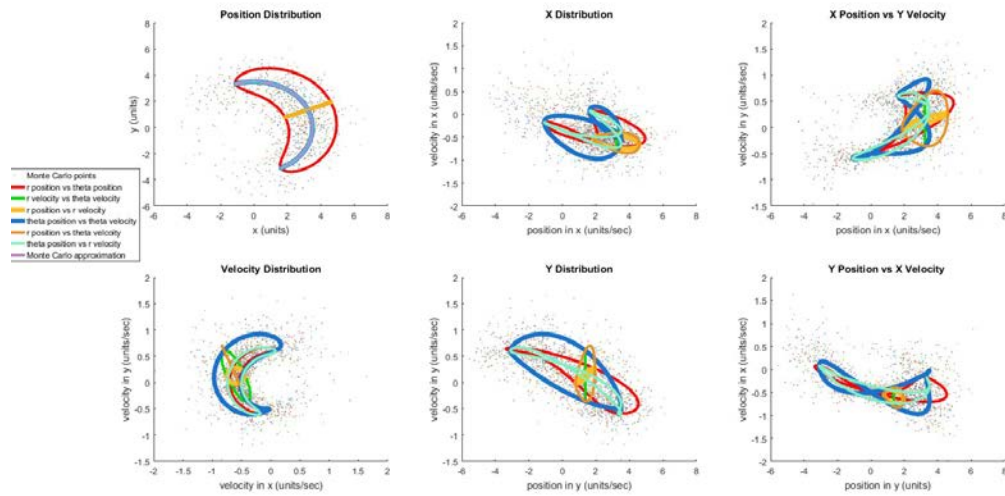 Position Distribution
8
6
4
2
0
-2
-4
-6
y (units)
-6 -4 -2 0 2 4 6 8
x (units)
X Distribution
2
1.5
1
0.5
0
-0.5
-1
-1.5
-2
velocity in x (units/sec)
-6 -4 -2 0 2 4 6 8
position in x (units/sec)
X Position vs Y Velocity
2
1.5
1
0.5
0
-0.5
-1
-1.5
velocity in y (units/sec)
-6 -4 -2 0 2 4 6 8
position in x (units/sec)
Monte Carlo points
r position vs theta position
r velocity vs theta velocity
r position vs r velocity
theta position vs theta velocity
r position vs theta velocity
theta position vs r velocity
Monte Carlo approximation
Velocity Distribution
2
1.5
1
0.5
0
-0.5
-1
-1.5
velocity in y (units/sec)
-2 -1.5 -1 -0.5 0 0.5 1 1.5 2
velocity in x (units/sec)
Y Distribution
2
1.5
1
0.5
0
-0.5
-1
-1.5
velocity in y (units/sec)
-6 -4 -2 0 2 4 6 8
position in y (units/sec)
Y Position vs X Velocity
2
1.5
1
0.5
0
-0.5
-1
-1.5
-2
velocity in x (units/sec)
-6 -4 -2 0 2 4 6 8
position in y (units)